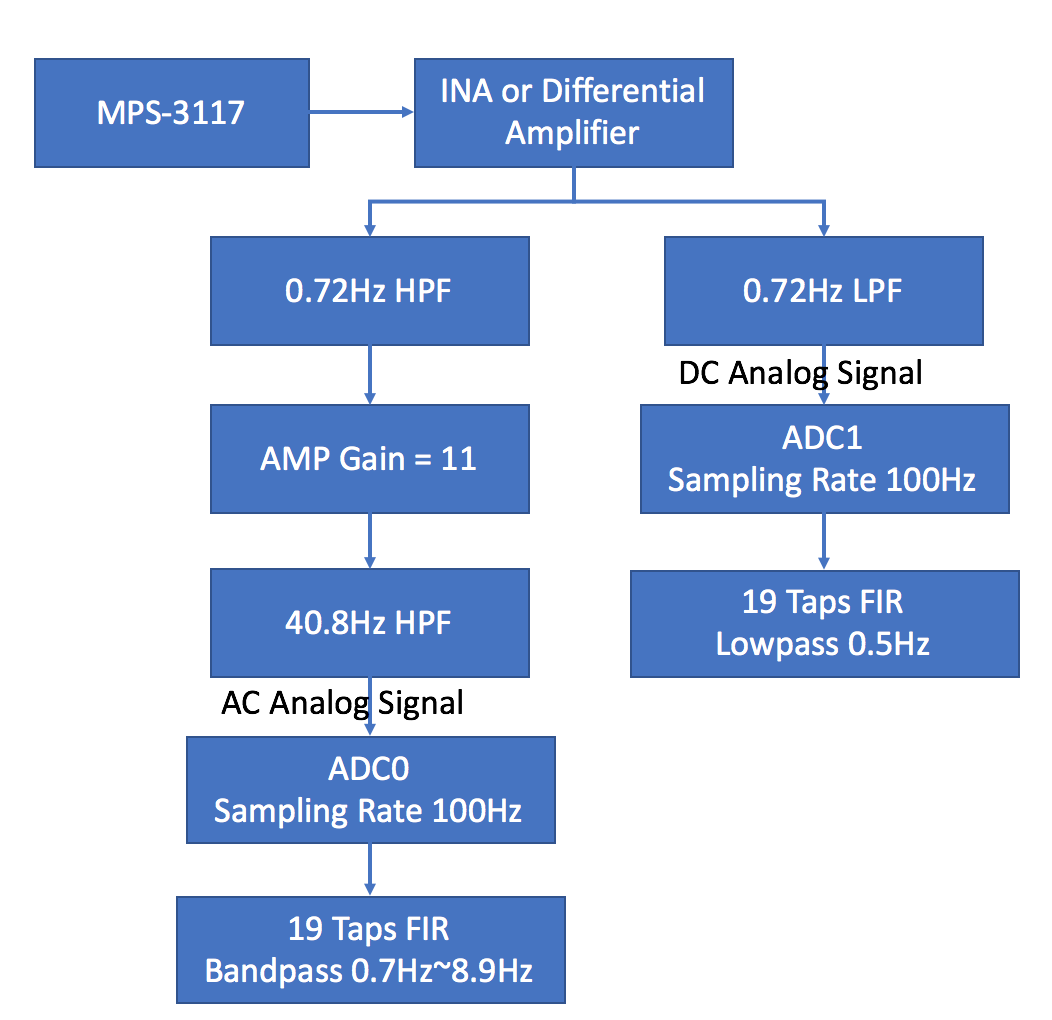 MPS-3117
INA or Differential
Amplifier
0.72Hz HPF
0.72Hz LPF
DC Analog Signal
AMP Gain = 11
ADC1
Sampling Rate 100Hz
40.8Hz HPF
19 Taps FIR
Lowpass 0.5Hz
AC Analog Signal
ADC0
Sampling Rate 100Hz
19 Taps FIR
Bandpass 0.7Hz~8.9Hz